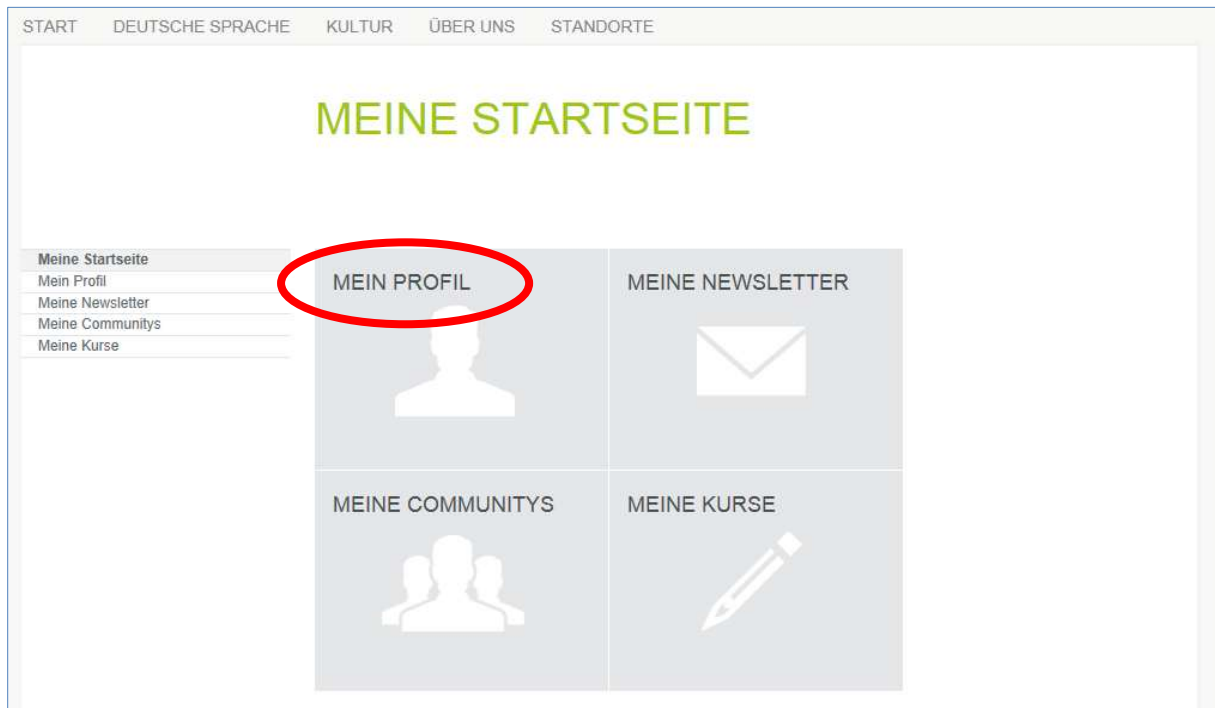 START DEUTSCHE SPRACHE KULTUR ÜBER UNS STANDORTE
MEINE STARTSEITE
Meine Startseite
Mein Profil
Meine Newsletter
Meine Communitys
Meine Kurse
MEIN PROFIL
MEINE NEWSLETTER
MEINE COMMUNITYS
MEINE KURSE